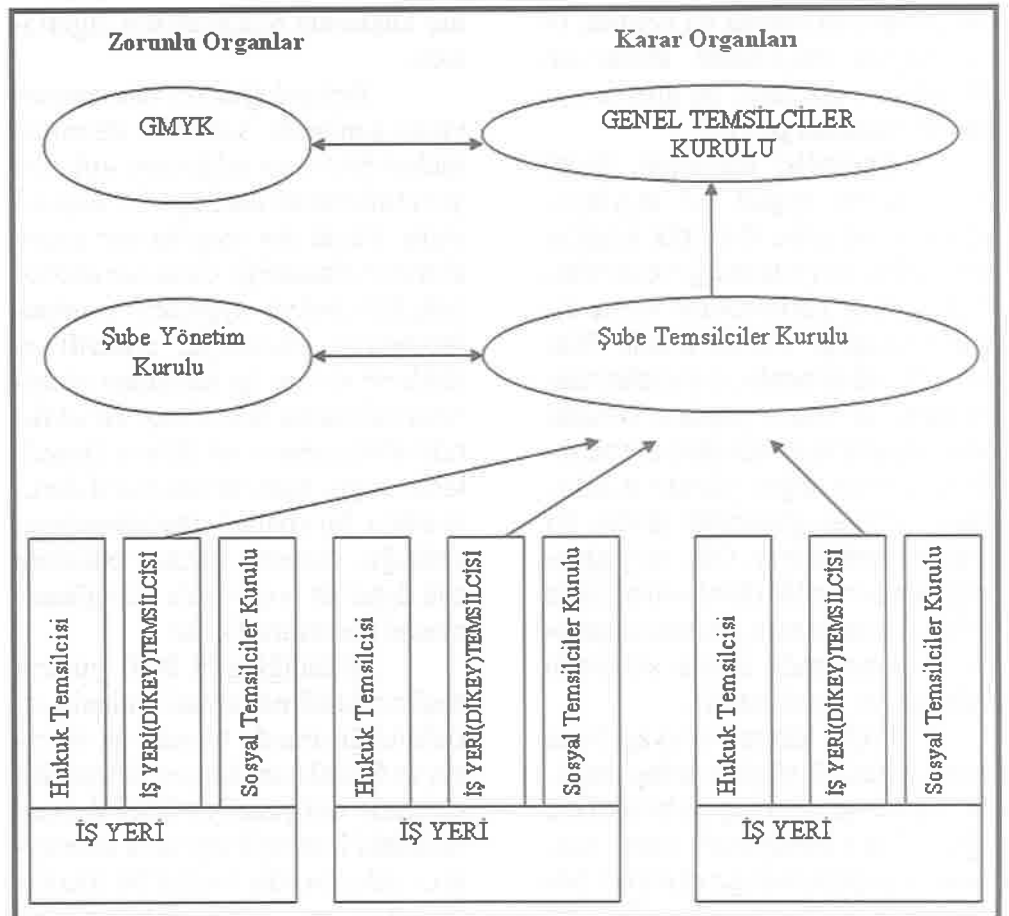 Zorunlu Organlar
Karar Organları
GMYK
GENEL TEMSİLCİLER
KURULU
Şube Yönetim
Kurulu
Şube Temsilciler Kurulu
Hukuk Temsilcisi
İŞ YERİ(DİKEY)TEMSİLCİSİ
Sosyal Temsilciler Kurulu
Hukuk Temsilcisi
İŞ YERİ(DİKEY)TEMSİLCİSİ
Sosyal Temsilciler Kurulu
Hukuk Temsilcisi
İŞ YERİ(DİKEY)TEMSİLCİSİ
Sosyal Temsilciler Kurulu
İŞ YERİ
İŞ YERİ
İŞ YERİ